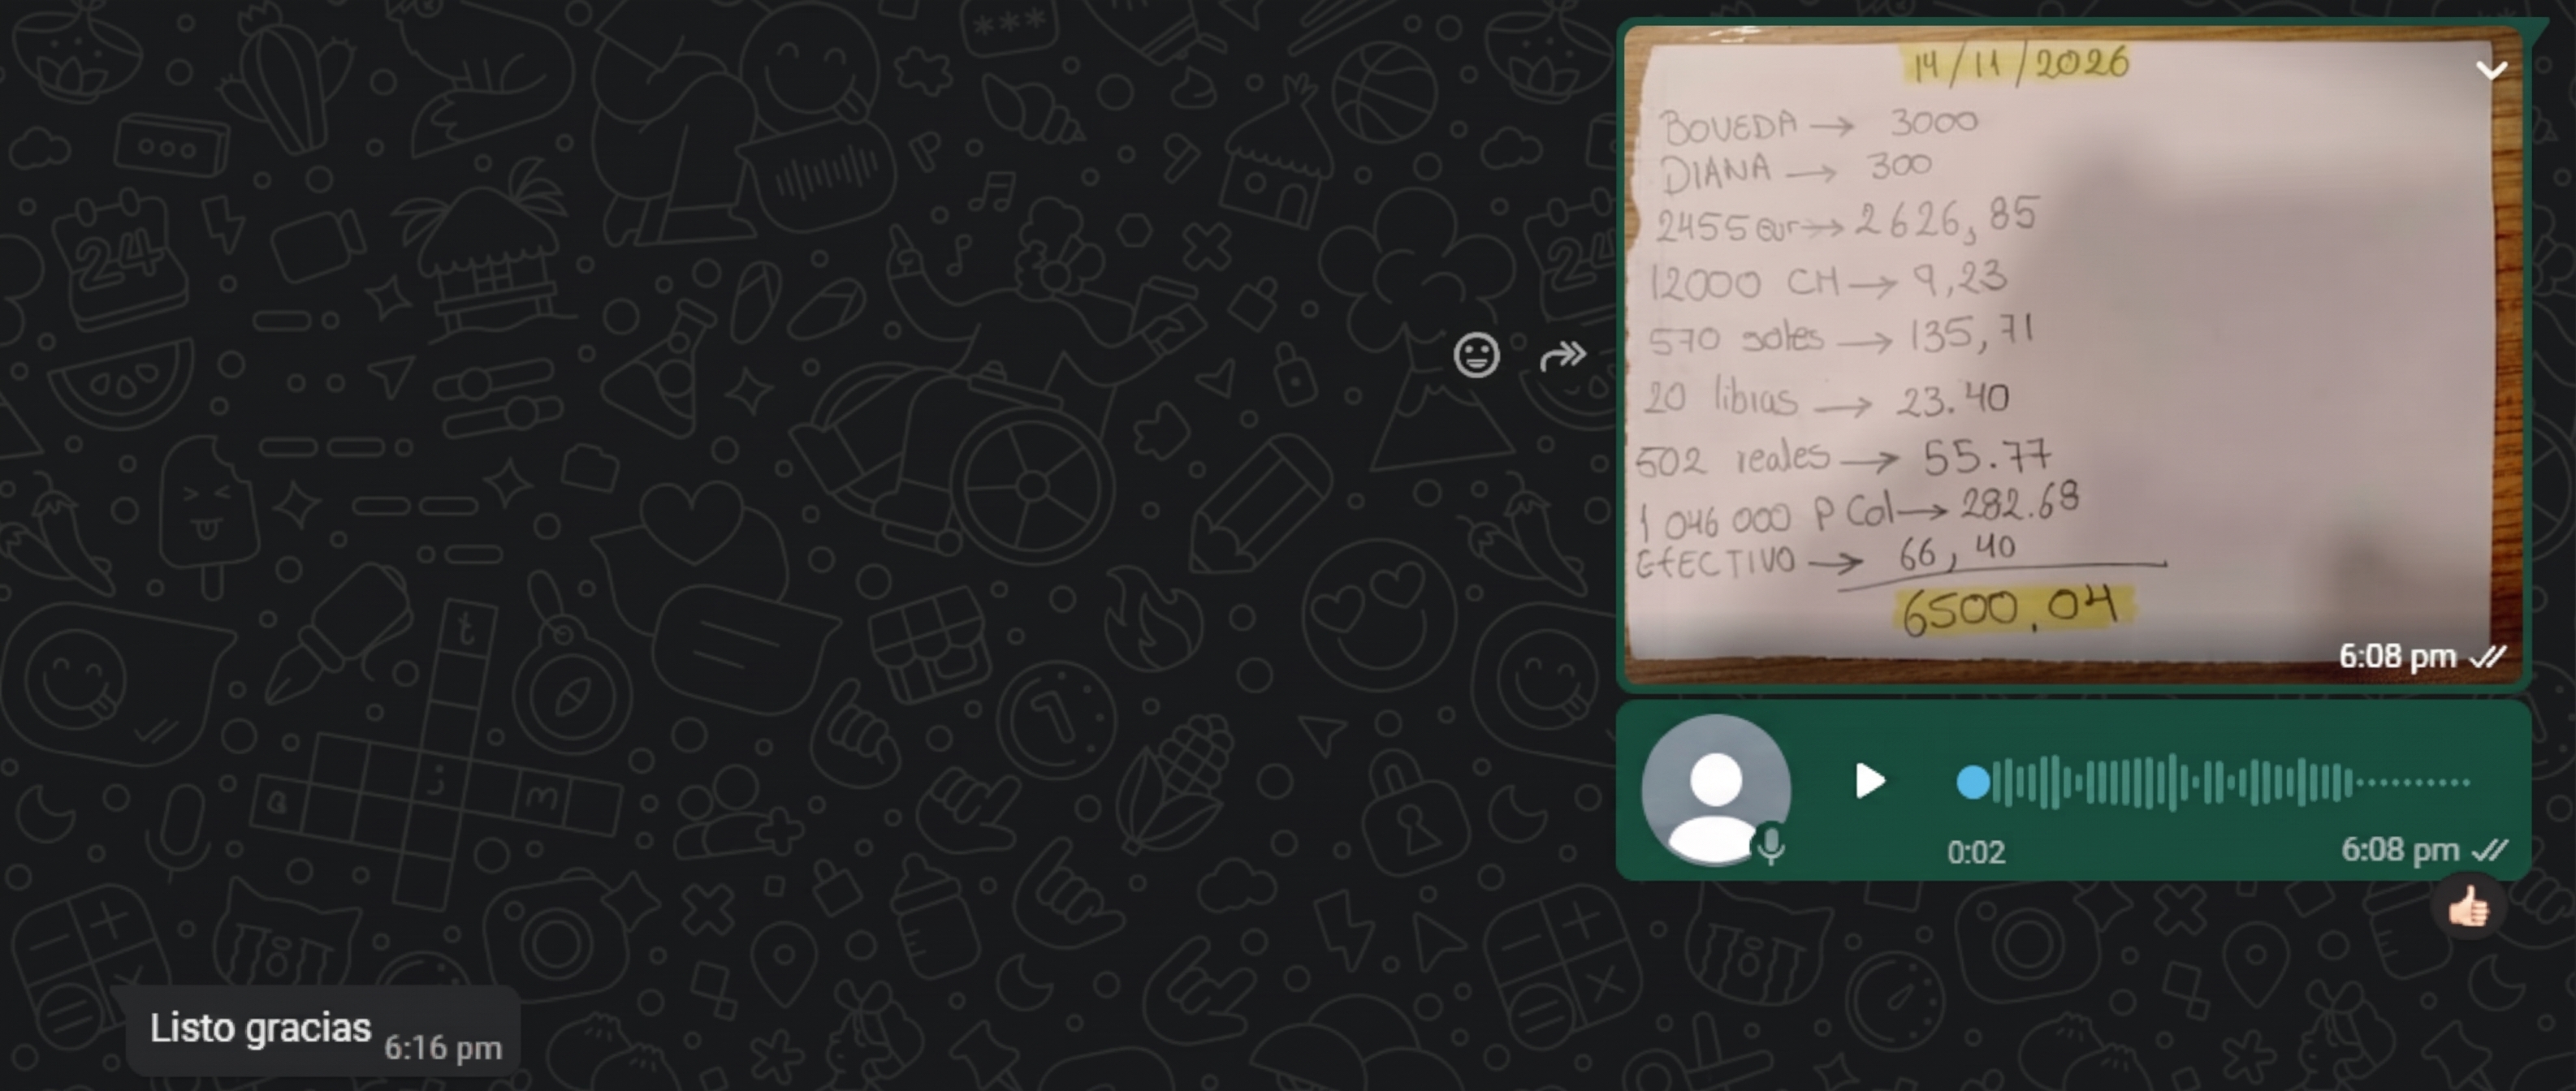 14/11/2026
BOVEDA → 3000
DIANA → 300
2455 eur → 2626,85
12000 CH → 9,23
570 soles → 135,71
20 libras → 23.40
502 reales → 55.77
1 046 000 P Col → 282.68
EfECTIVO → 66,40
6500.04
6:08 pm
0:02
6:08 pm
Listo gracias 6:16 pm